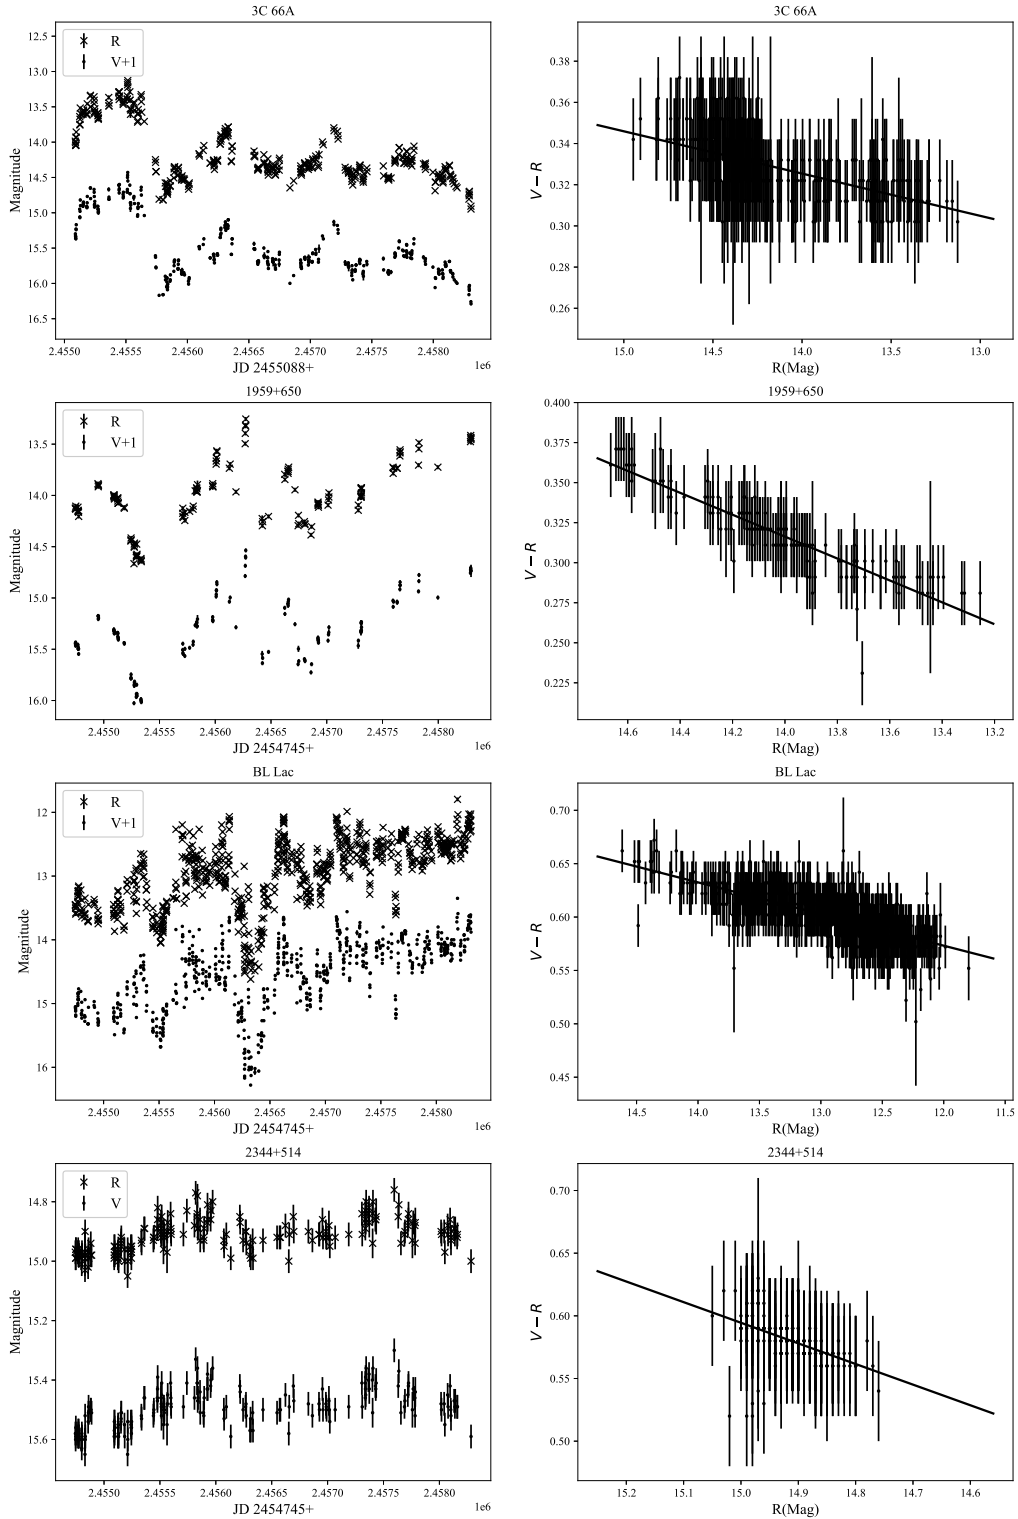 3C 66A
12.5
13.0
13.5
14.0
14.5
15.0
15.5
16.0
16.5
Magnitude
R
V+1
2.4550 2.4555 2.4560 2.4565 2.4570 2.4575 2.4580
JD 2455088+ 1e6
3C 66A
0.38
0.36
0.34
0.32
0.30
0.28
0.26
V − R
15.0 14.5 14.0 13.5 13.0
R(Mag)
1959+650
13.5
14.0
14.5
15.0
15.5
16.0
Magnitude
R
V+1
2.4550 2.4555 2.4560 2.4565 2.4570 2.4575 2.4580
JD 2454745+ 1e6
1959+650
0.400
0.375
0.350
0.325
0.300
0.275
0.250
0.225
V − R
14.6 14.4 14.2 14.0 13.8 13.6 13.4 13.2
R(Mag)
BL Lac
12
13
14
15
16
Magnitude
R
V+1
2.4550 2.4555 2.4560 2.4565 2.4570 2.4575 2.4580
JD 2454745+ 1e6
BL Lac
0.70
0.65
0.60
0.55
0.50
0.45
V − R
14.5 14.0 13.5 13.0 12.5 12.0 11.5
R(Mag)
2344+514
14.8
15.0
15.2
15.4
15.6
Magnitude
R
V
2.4550 2.4555 2.4560 2.4565 2.4570 2.4575 2.4580
JD 2454745+ 1e6
2344+514
0.70
0.65
0.60
0.55
0.50
V − R
15.2 15.1 15.0 14.9 14.8 14.7 14.6
R(Mag)